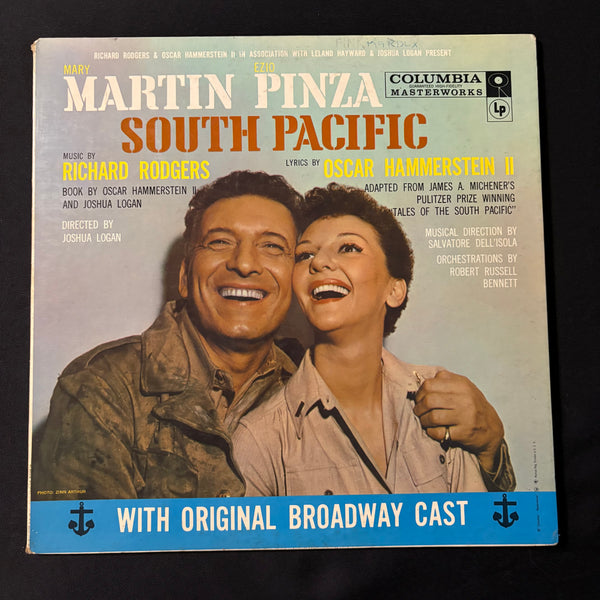 RICHARD RODGERS & OSCAR HAMMERSTEIN II IN ASSOCIATION WITH LELAND HAYWARD & JOSHUA LOGAN PRESENT
MARY EZIO
MARTIN PINZA
COLUMBIA
GUARANTEED HIGH-FIDELITY
MASTERWORKS
Lp
SOUTH PACIFIC
MUSIC BY
RICHARD RODGERS
LYRICS BY OSCAR HAMMERSTEIN II
BOOK BY OSCAR HAMMERSTEIN II
AND JOSHUA LOGAN
ADAPTED FROM JAMES A. MICHENER'S
PULITZER PRIZE WINNING
"TALES OF THE SOUTH PACIFIC"
DIRECTED BY
JOSHUA LOGAN
MUSICAL DIRECTION BY
SALVATORE DELL'ISOLA
ORCHESTRATIONS BY
ROBERT RUSSELL
BENNETT
PHOTO: ZINN ARTHUR
WITH ORIGINAL BROADWAY CAST